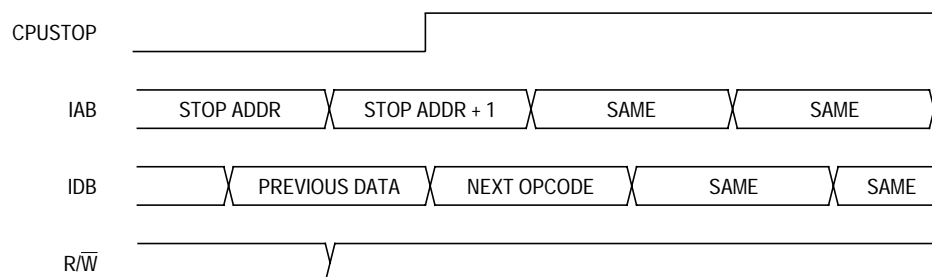 CPUSTOP
IAB STOP ADDR STOP ADDR + 1 SAME SAME
IDB PREVIOUS DATA NEXT OPCODE SAME SAME
R/W̅